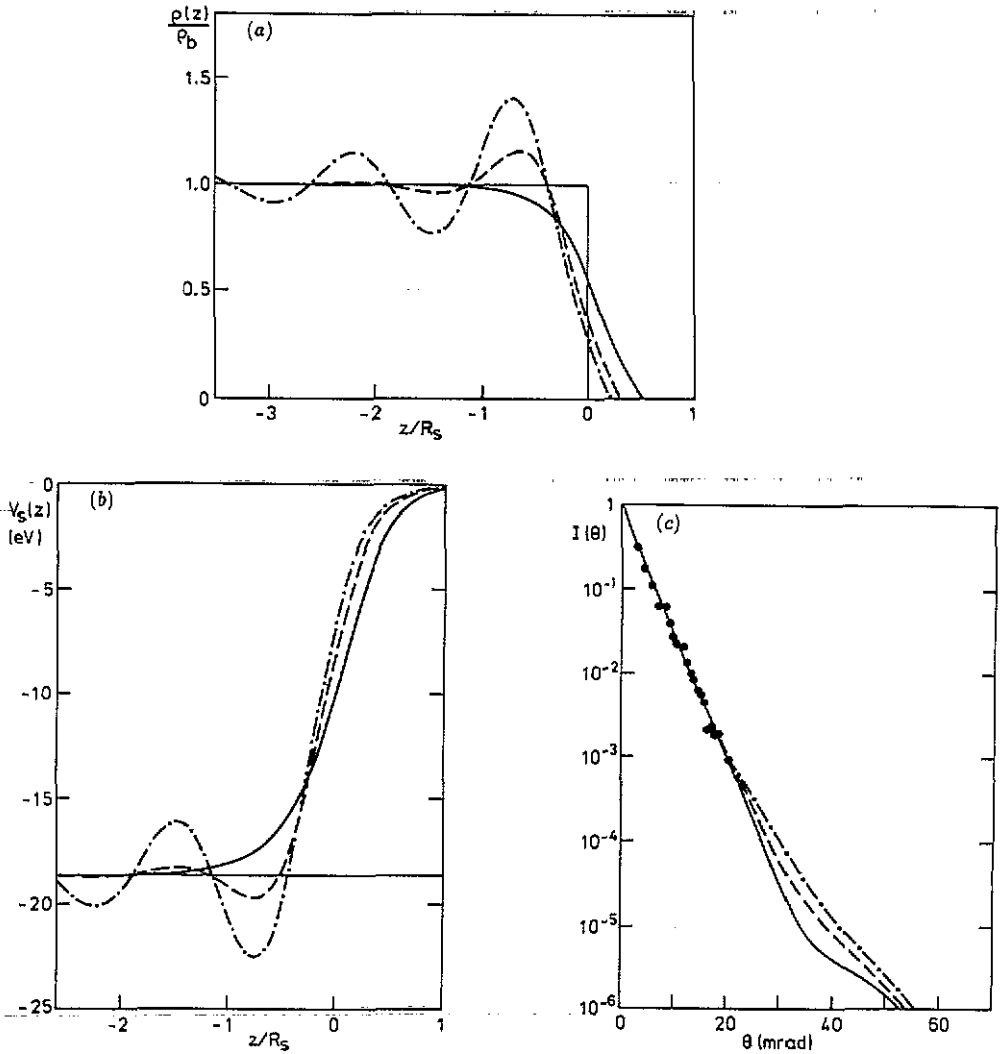 ρ(z)
ρb
(a)
1.5
1.0
0.5
0
-3
-2
-1
0
1
z/Rs
0
Vs(z)
(eV)
(b)
-5
-10
-15
-20
-25
-2
-1
0
1
z/Rs
1
I(θ)
(c)
10⁻¹
10⁻²
10⁻³
10⁻⁴
10⁻⁵
10⁻⁶
0
20
40
60
θ (mrad)